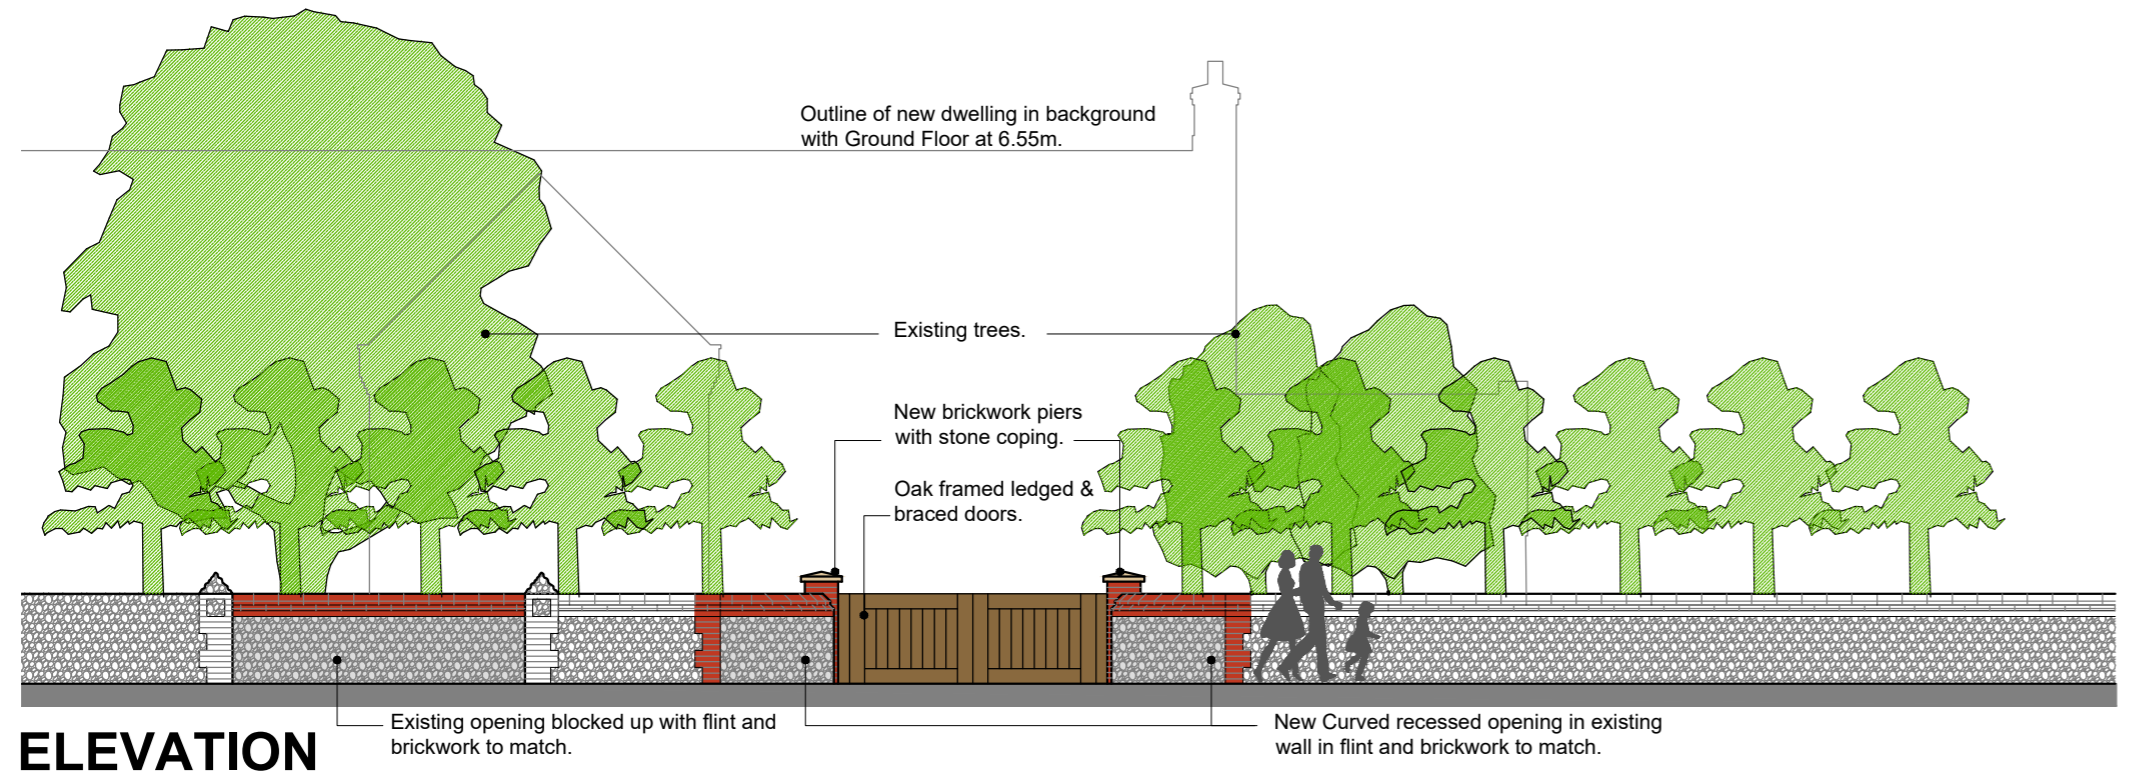 Outline of new dwelling in background
with Ground Floor at 6.55m.
Existing trees.
New brickwork piers
with stone coping.
Oak framed ledged &
braced doors.
Existing opening blocked up with flint and
brickwork to match.
New Curved recessed opening in existing
wall in flint and brickwork to match.
ELEVATION